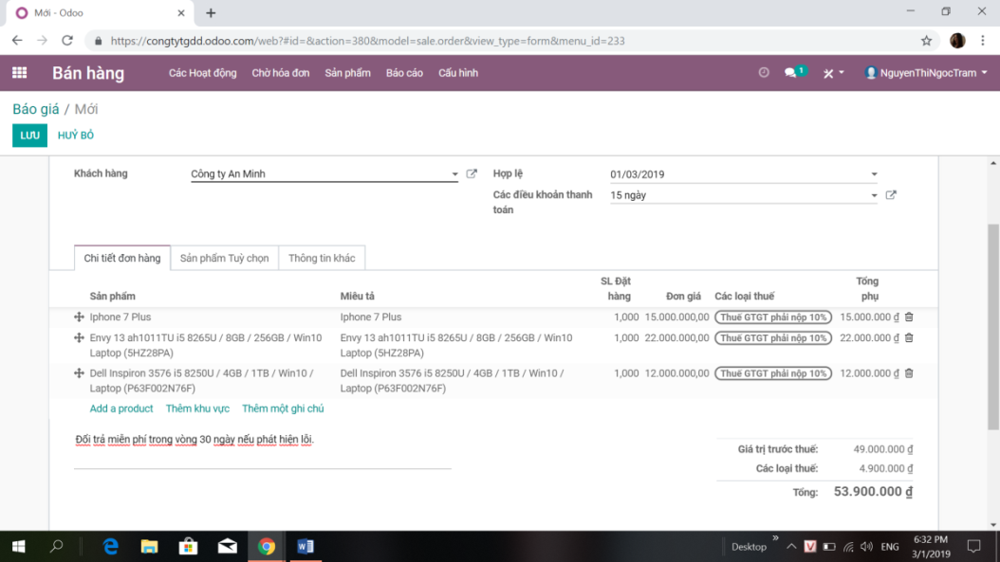 Mới - Odoo
https://congtytgdd.odoo.com/web?#id=&action=380&model=sale.order&view_type=form&menu_id=233
Bán hàng Các Hoạt động Chờ hóa đơn Sản phẩm Báo cáo Cấu hình 1 NguyenThiNgocTram
Báo giá / Mới
LƯU HUỶ BỎ
Khách hàng Công ty An Minh Hợp lệ 01/03/2019
Các điều khoản thanh 15 ngày
toán
Chi tiết đơn hàng Sản phẩm Tuỳ chọn Thông tin khác
SL Đặt Tổng
Sản phẩm Miêu tả hàng Đơn giá Các loại thuế phụ
Iphone 7 Plus Iphone 7 Plus 1,000 15.000.000,00 Thuế GTGT phải nộp 10% 15.000.000 ₫
Envy 13 ah1011TU i5 8265U / 8GB / 256GB / Win10 Envy 13 ah1011TU i5 8265U / 8GB / 256GB / Win10 1,000 22.000.000,00 Thuế GTGT phải nộp 10% 22.000.000 ₫
Laptop (5HZ28PA) Laptop (5HZ28PA)
Dell Inspiron 3576 i5 8250U / 4GB / 1TB / Win10 / Dell Inspiron 3576 i5 8250U / 4GB / 1TB / Win10 / 1,000 12.000.000,00 Thuế GTGT phải nộp 10% 12.000.000 ₫
Laptop (P63F002N76F) Laptop (P63F002N76F)
Add a product Thêm khu vực Thêm một ghi chú
Đổi trả miễn phí trong vòng 30 ngày nếu phát hiện lỗi.
Giá trị trước thuế: 49.000.000 ₫
Các loại thuế: 4.900.000 ₫
Tổng: 53.900.000 ₫
Desktop ENG 6:32 PM
3/1/2019